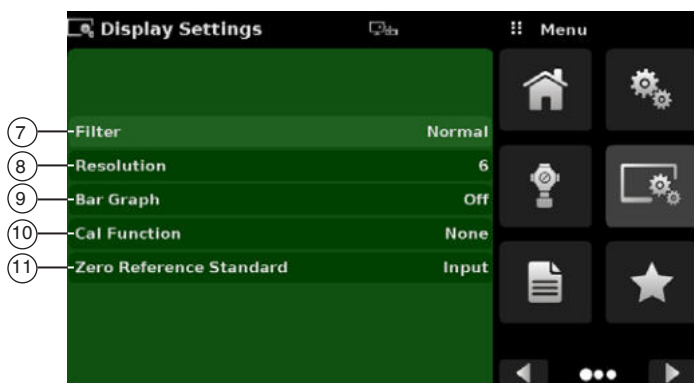 Display Settings
Menu
7 Filter Normal
8 Resolution 6
9 Bar Graph Off
10 Cal Function None
11 Zero Reference Standard Input